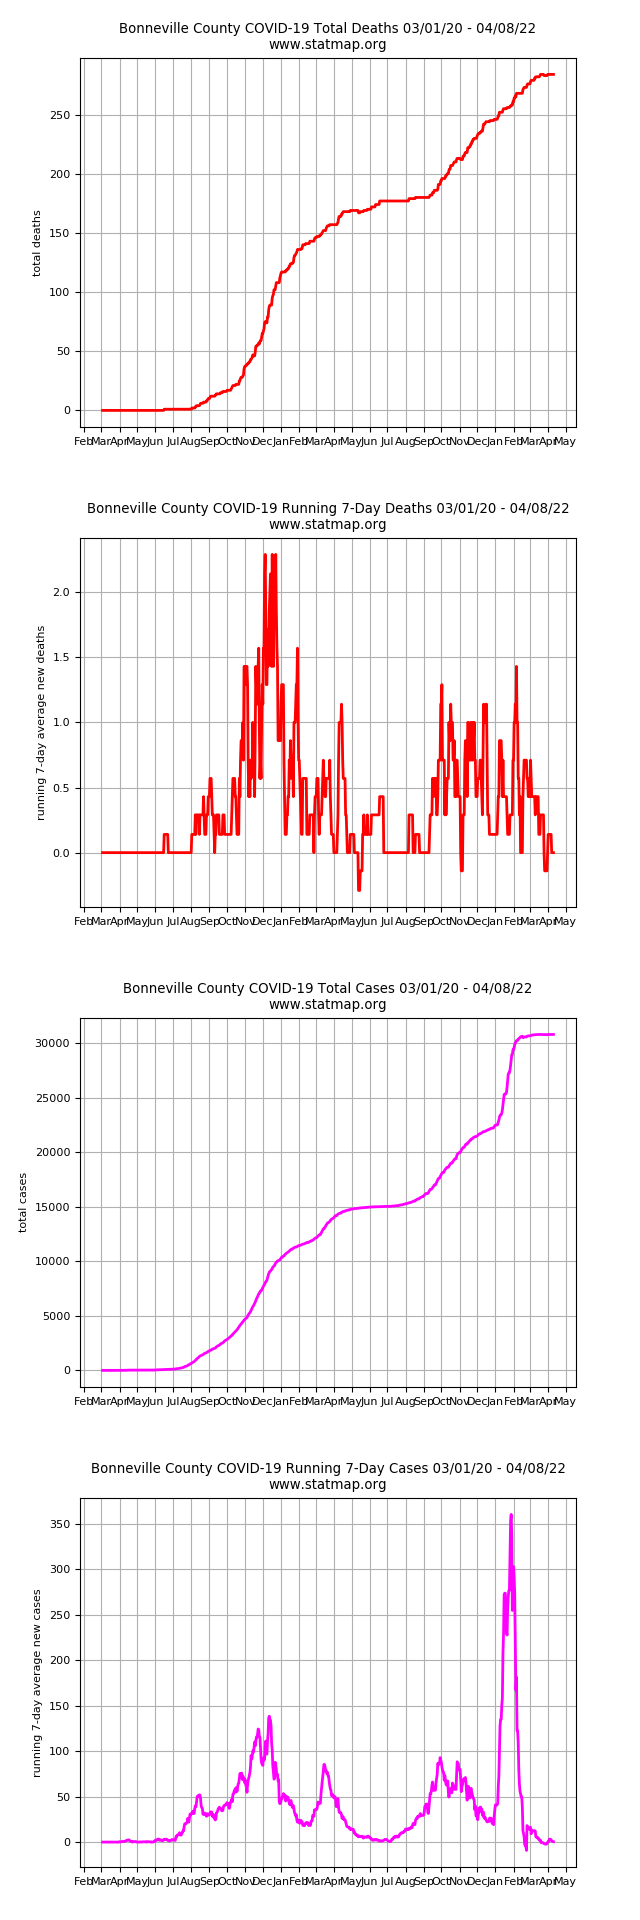 Bonneville County COVID-19 Total Deaths 03/01/20 - 04/08/22
www.statmap.org
250
200
150
100
50
0
total deaths
Feb Mar Apr May Jun Jul Aug Sep Oct Nov Dec Jan Feb Mar Apr May Jun Jul Aug Sep Oct Nov Dec Jan Feb Mar Apr May
Bonneville County COVID-19 Running 7-Day Deaths 03/01/20 - 04/08/22
www.statmap.org
2.0
1.5
1.0
0.5
0.0
running 7-day average new deaths
Feb Mar Apr May Jun Jul Aug Sep Oct Nov Dec Jan Feb Mar Apr May Jun Jul Aug Sep Oct Nov Dec Jan Feb Mar Apr May
Bonneville County COVID-19 Total Cases 03/01/20 - 04/08/22
www.statmap.org
30000
25000
20000
15000
10000
5000
0
total cases
Feb Mar Apr May Jun Jul Aug Sep Oct Nov Dec Jan Feb Mar Apr May Jun Jul Aug Sep Oct Nov Dec Jan Feb Mar Apr May
Bonneville County COVID-19 Running 7-Day Cases 03/01/20 - 04/08/22
www.statmap.org
350
300
250
200
150
100
50
0
running 7-day average new cases
Feb Mar Apr May Jun Jul Aug Sep Oct Nov Dec Jan Feb Mar Apr May Jun Jul Aug Sep Oct Nov Dec Jan Feb Mar Apr May